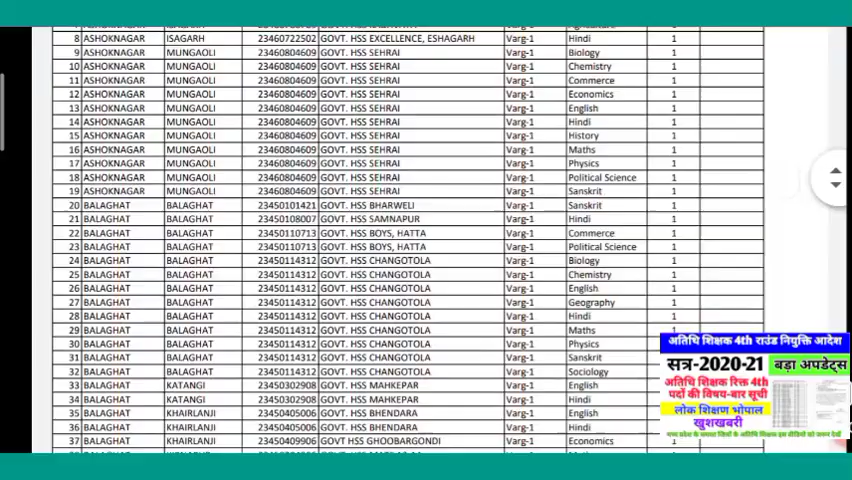 8 ASHOKNAGAR ISAGARH 23460722502 GOVT. HSS EXCELLENCE, ESHAGARH Varg-1 Hindi 1
9 ASHOKNAGAR MUNGAOLI 23460804609 GOVT. HSS SEHRAI Varg-1 Biology 1
10 ASHOKNAGAR MUNGAOLI 23460804609 GOVT. HSS SEHRAI Varg-1 Chemistry 1
11 ASHOKNAGAR MUNGAOLI 23460804609 GOVT. HSS SEHRAI Varg-1 Commerce 1
12 ASHOKNAGAR MUNGAOLI 23460804609 GOVT. HSS SEHRAI Varg-1 Economics 1
13 ASHOKNAGAR MUNGAOLI 23460804609 GOVT. HSS SEHRAI Varg-1 English 1
14 ASHOKNAGAR MUNGAOLI 23460804609 GOVT. HSS SEHRAI Varg-1 Hindi 1
15 ASHOKNAGAR MUNGAOLI 23460804609 GOVT. HSS SEHRAI Varg-1 History 1
16 ASHOKNAGAR MUNGAOLI 23460804609 GOVT. HSS SEHRAI Varg-1 Maths 1
17 ASHOKNAGAR MUNGAOLI 23460804609 GOVT. HSS SEHRAI Varg-1 Physics 1
18 ASHOKNAGAR MUNGAOLI 23460804609 GOVT. HSS SEHRAI Varg-1 Political Science 1
19 ASHOKNAGAR MUNGAOLI 23460804609 GOVT. HSS SEHRAI Varg-1 Sanskrit 1
20 BALAGHAT BALAGHAT 23450101421 GOVT. HSS BHARWELI Varg-1 Sanskrit 1
21 BALAGHAT BALAGHAT 23450108007 GOVT. HSS SAMNAPUR Varg-1 Hindi 1
22 BALAGHAT BALAGHAT 23450110713 GOVT. HSS BOYS, HATTA Varg-1 Commerce 1
23 BALAGHAT BALAGHAT 23450110713 GOVT. HSS BOYS, HATTA Varg-1 Political Science 1
24 BALAGHAT BALAGHAT 23450114312 GOVT. HSS CHANGOTOLA Varg-1 Biology 1
25 BALAGHAT BALAGHAT 23450114312 GOVT. HSS CHANGOTOLA Varg-1 Chemistry 1
26 BALAGHAT BALAGHAT 23450114312 GOVT. HSS CHANGOTOLA Varg-1 English 1
27 BALAGHAT BALAGHAT 23450114312 GOVT. HSS CHANGOTOLA Varg-1 Geography 1
28 BALAGHAT BALAGHAT 23450114312 GOVT. HSS CHANGOTOLA Varg-1 Hindi 1
29 BALAGHAT BALAGHAT 23450114312 GOVT. HSS CHANGOTOLA Varg-1 Maths 1
30 BALAGHAT BALAGHAT 23450114312 GOVT. HSS CHANGOTOLA Varg-1 Physics
31 BALAGHAT BALAGHAT 23450114312 GOVT. HSS CHANGOTOLA Varg-1 Sanskrit
32 BALAGHAT BALAGHAT 23450114312 GOVT. HSS CHANGOTOLA Varg-1 Sociology
33 BALAGHAT KATANGI 23450302908 GOVT. HSS MAHKEPAR Varg-1 English
34 BALAGHAT KATANGI 23450302908 GOVT. HSS MAHKEPAR Varg-1 Hindi
35 BALAGHAT KHAIRLANJI 23450405006 GOVT. HSS BHENDARA Varg-1 English
36 BALAGHAT KHAIRLANJI 23450405006 GOVT. HSS BHENDARA Varg-1 Hindi
37 BALAGHAT KHAIRLANJI 23450409906 GOVT HSS GHOOBARGONDI Varg-1 Economics 1
अतिथि शिक्षक 4th राउंड नियुक्ति आदेश
सत्र-2020-21 बड़ा अपडेट्स
अतिथि शिक्षक रिक्त 4th
पदों की विषय-बार सूची
लोक शिक्षण भोपाल
खुशखबरी